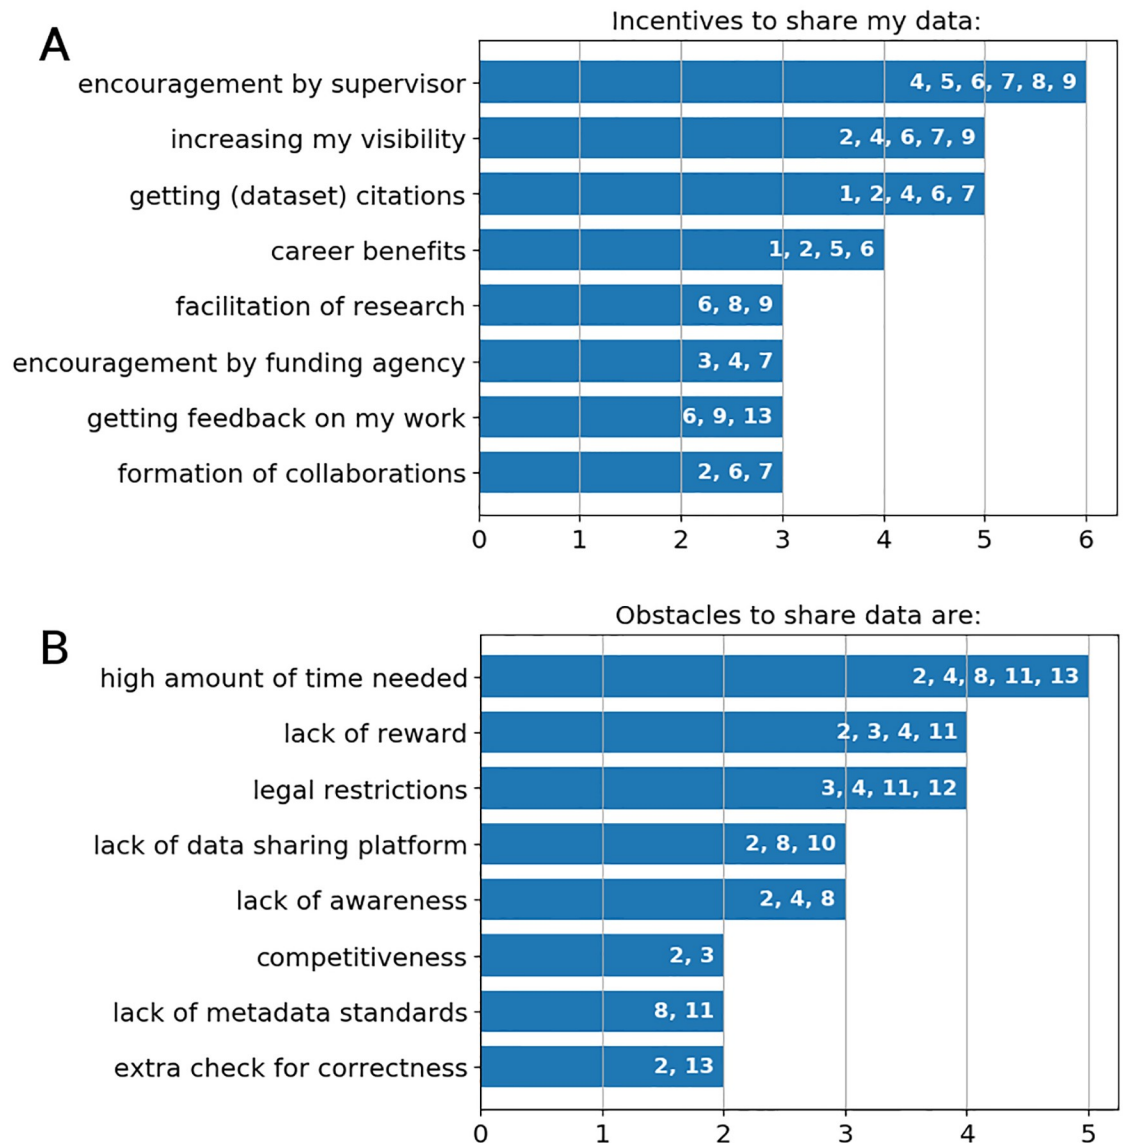 A
Incentives to share my data:
encouragement by supervisor 4, 5, 6, 7, 8, 9
increasing my visibility 2, 4, 6, 7, 9
getting (dataset) citations 1, 2, 4, 6, 7
career benefits 1, 2, 5, 6
facilitation of research 6, 8, 9
encouragement by funding agency 3, 4, 7
getting feedback on my work 6, 9, 13
formation of collaborations 2, 6, 7
0 1 2 3 4 5 6
B
Obstacles to share data are:
high amount of time needed 2, 4, 8, 11, 13
lack of reward 2, 3, 4, 11
legal restrictions 3, 4, 11, 12
lack of data sharing platform 2, 8, 10
lack of awareness 2, 4, 8
competitiveness 2, 3
lack of metadata standards 8, 11
extra check for correctness 2, 13
0 1 2 3 4 5